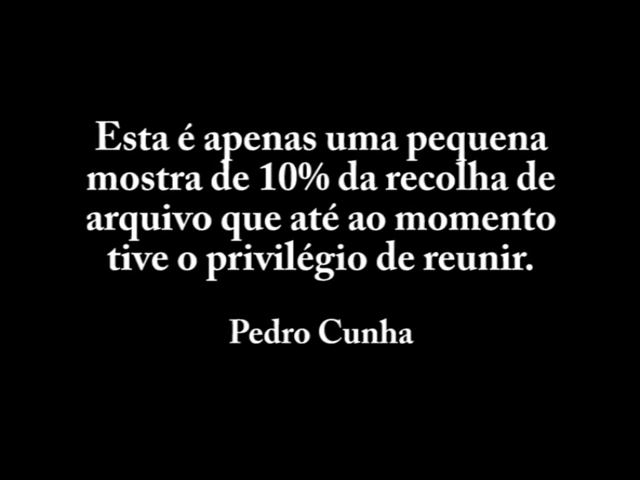 Esta é apenas uma pequena
mostra de 10% da recolha de
arquivo que até ao momento
tive o privilégio de reunir.
Pedro Cunha